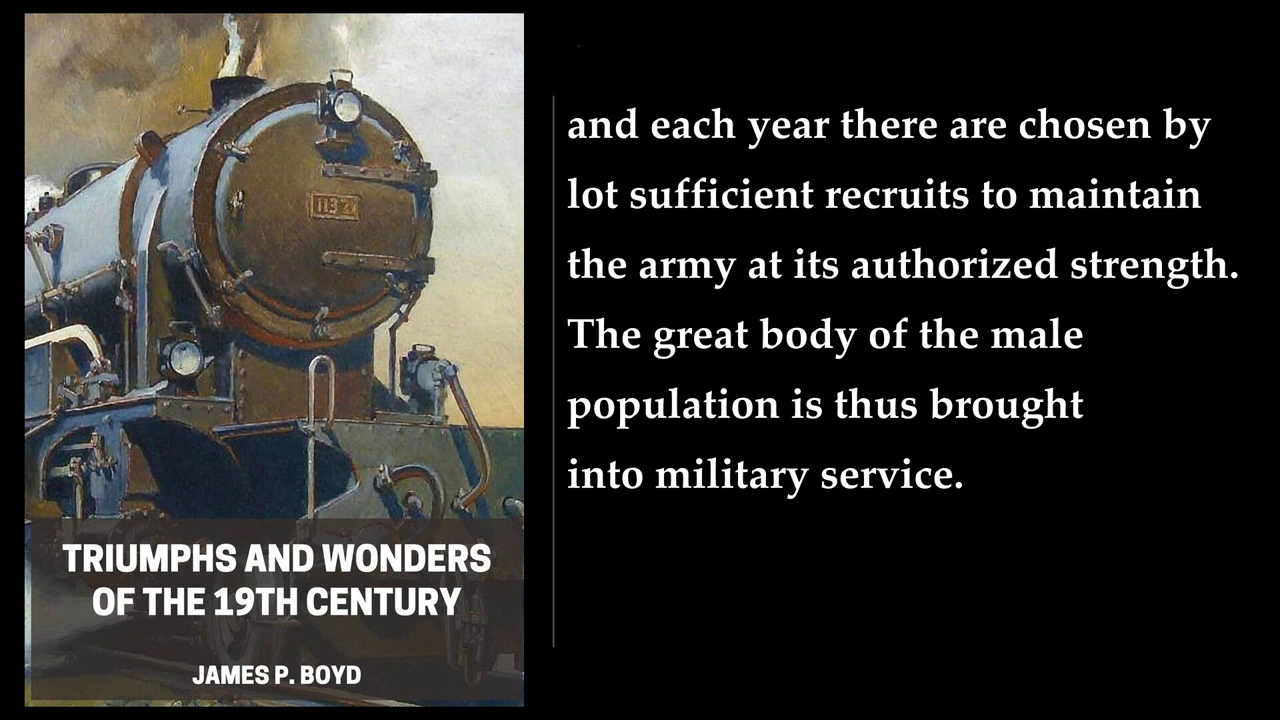 and each year there are chosen by
lot sufficient recruits to maintain
the army at its authorized strength.
The great body of the male
population is thus brought
into military service.
1132
TRIUMPHS AND WONDERS
OF THE 19TH CENTURY
JAMES P. BOYD